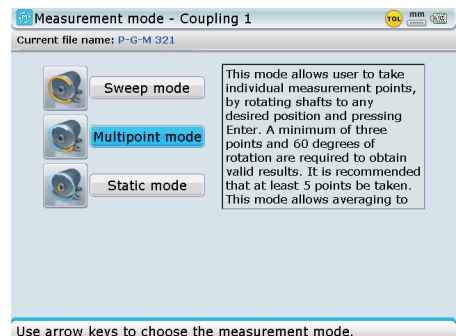 Measurement mode - Coupling 1
TOL
mm
Current file name: P-G-M 321
Sweep mode
Multipoint mode
Static mode
This mode allows user to take
individual measurement points,
by rotating shafts to any
desired position and pressing
Enter. A minimum of three
points and 60 degrees of
rotation are required to obtain
valid results. It is recommended
that at least 5 points be taken.
This mode allows averaging to
Use arrow keys to choose the measurement mode.